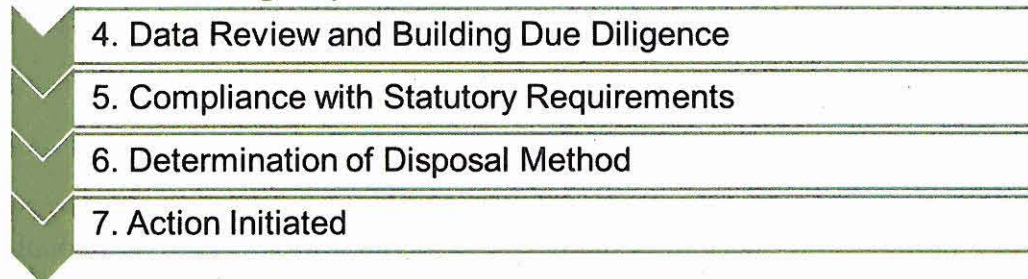 4. Data Review and Building Due Diligence
5. Compliance with Statutory Requirements
6. Determination of Disposal Method
7. Action Initiated